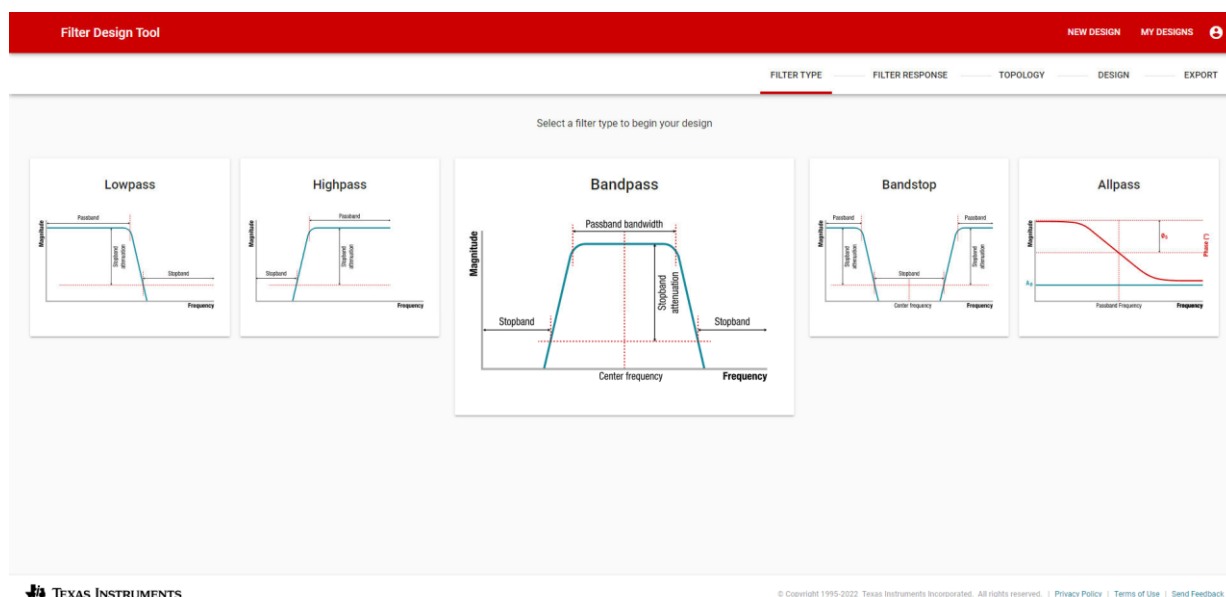 Filter Design Tool
NEW DESIGN MY DESIGNS
FILTER TYPE FILTER RESPONSE TOPOLOGY DESIGN EXPORT
Select a filter type to begin your design
Lowpass
Passband
Magnitude
Stopband
attenuation
Stopband
Frequency
Highpass
Passband
Magnitude
Stopband
attenuation
Stopband
Frequency
Bandpass
Passband bandwidth
Magnitude
Stopband
attenuation
Stopband
Stopband
Center frequency
Frequency
Bandstop
Passband
Passband
Magnitude
Stopband
attenuation
Stopband
Stopband
attenuation
Center frequency
Frequency
Allpass
Magnitude
Phase (°)
Passband Frequency
Frequency
TEXAS INSTRUMENTS
© Copyright 1995-2022 Texas Instruments Incorporated. All rights reserved. | Privacy Policy | Terms of Use | Send Feedback